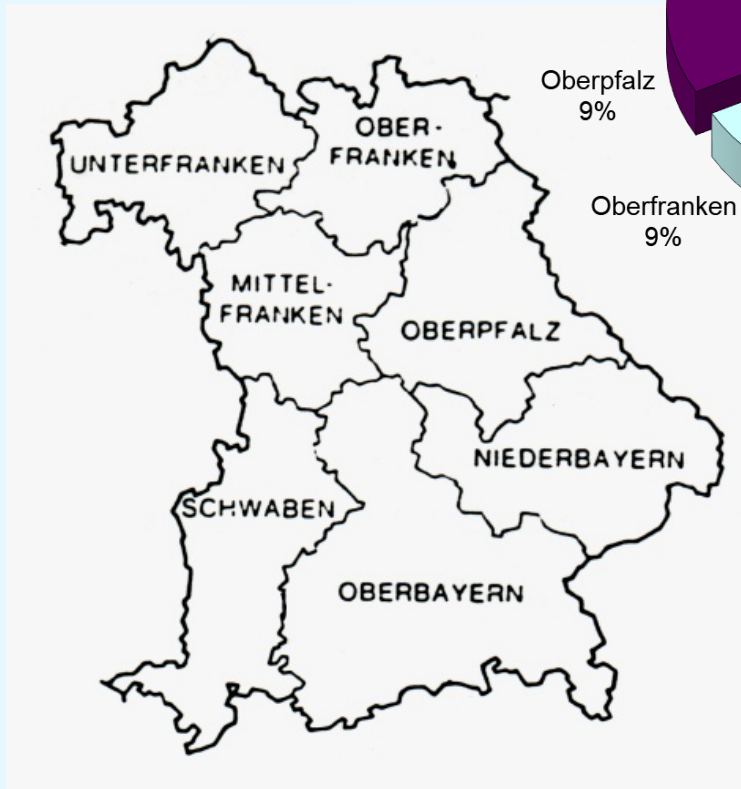 Oberpfalz
9%
OBER-
FRANKEN
UNTERFRANKEN
Oberfranken
9%
MITTEL-
FRANKEN
OBERPFALZ
NIEDERBAYERN
SCHWABEN
OBERBAYERN